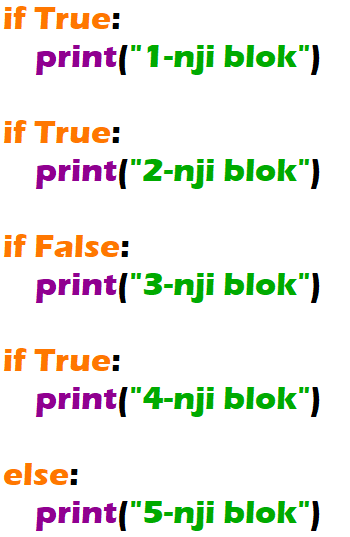 if True:
    print("1-nji blok")
if True:
    print("2-nji blok")
if False:
    print("3-nji blok")
if True:
    print("4-nji blok")
else:
    print("5-nji blok")